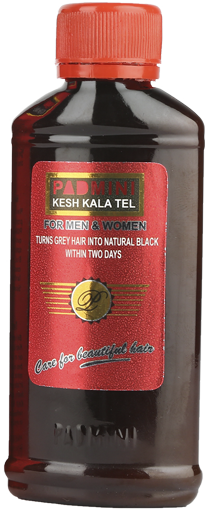 PADMINI
KESH KALA TEL
FOR MEN & WOMEN
TURNS GREY HAIR INTO NATURAL BLACK
WITHIN TWO DAYS
P
Care for beautiful hair
PADMINI